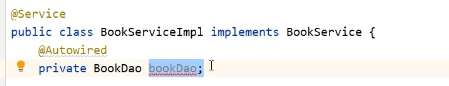 @Service
public class BookServiceImpl implements BookService {
@Autowired
private BookDao bookDao;